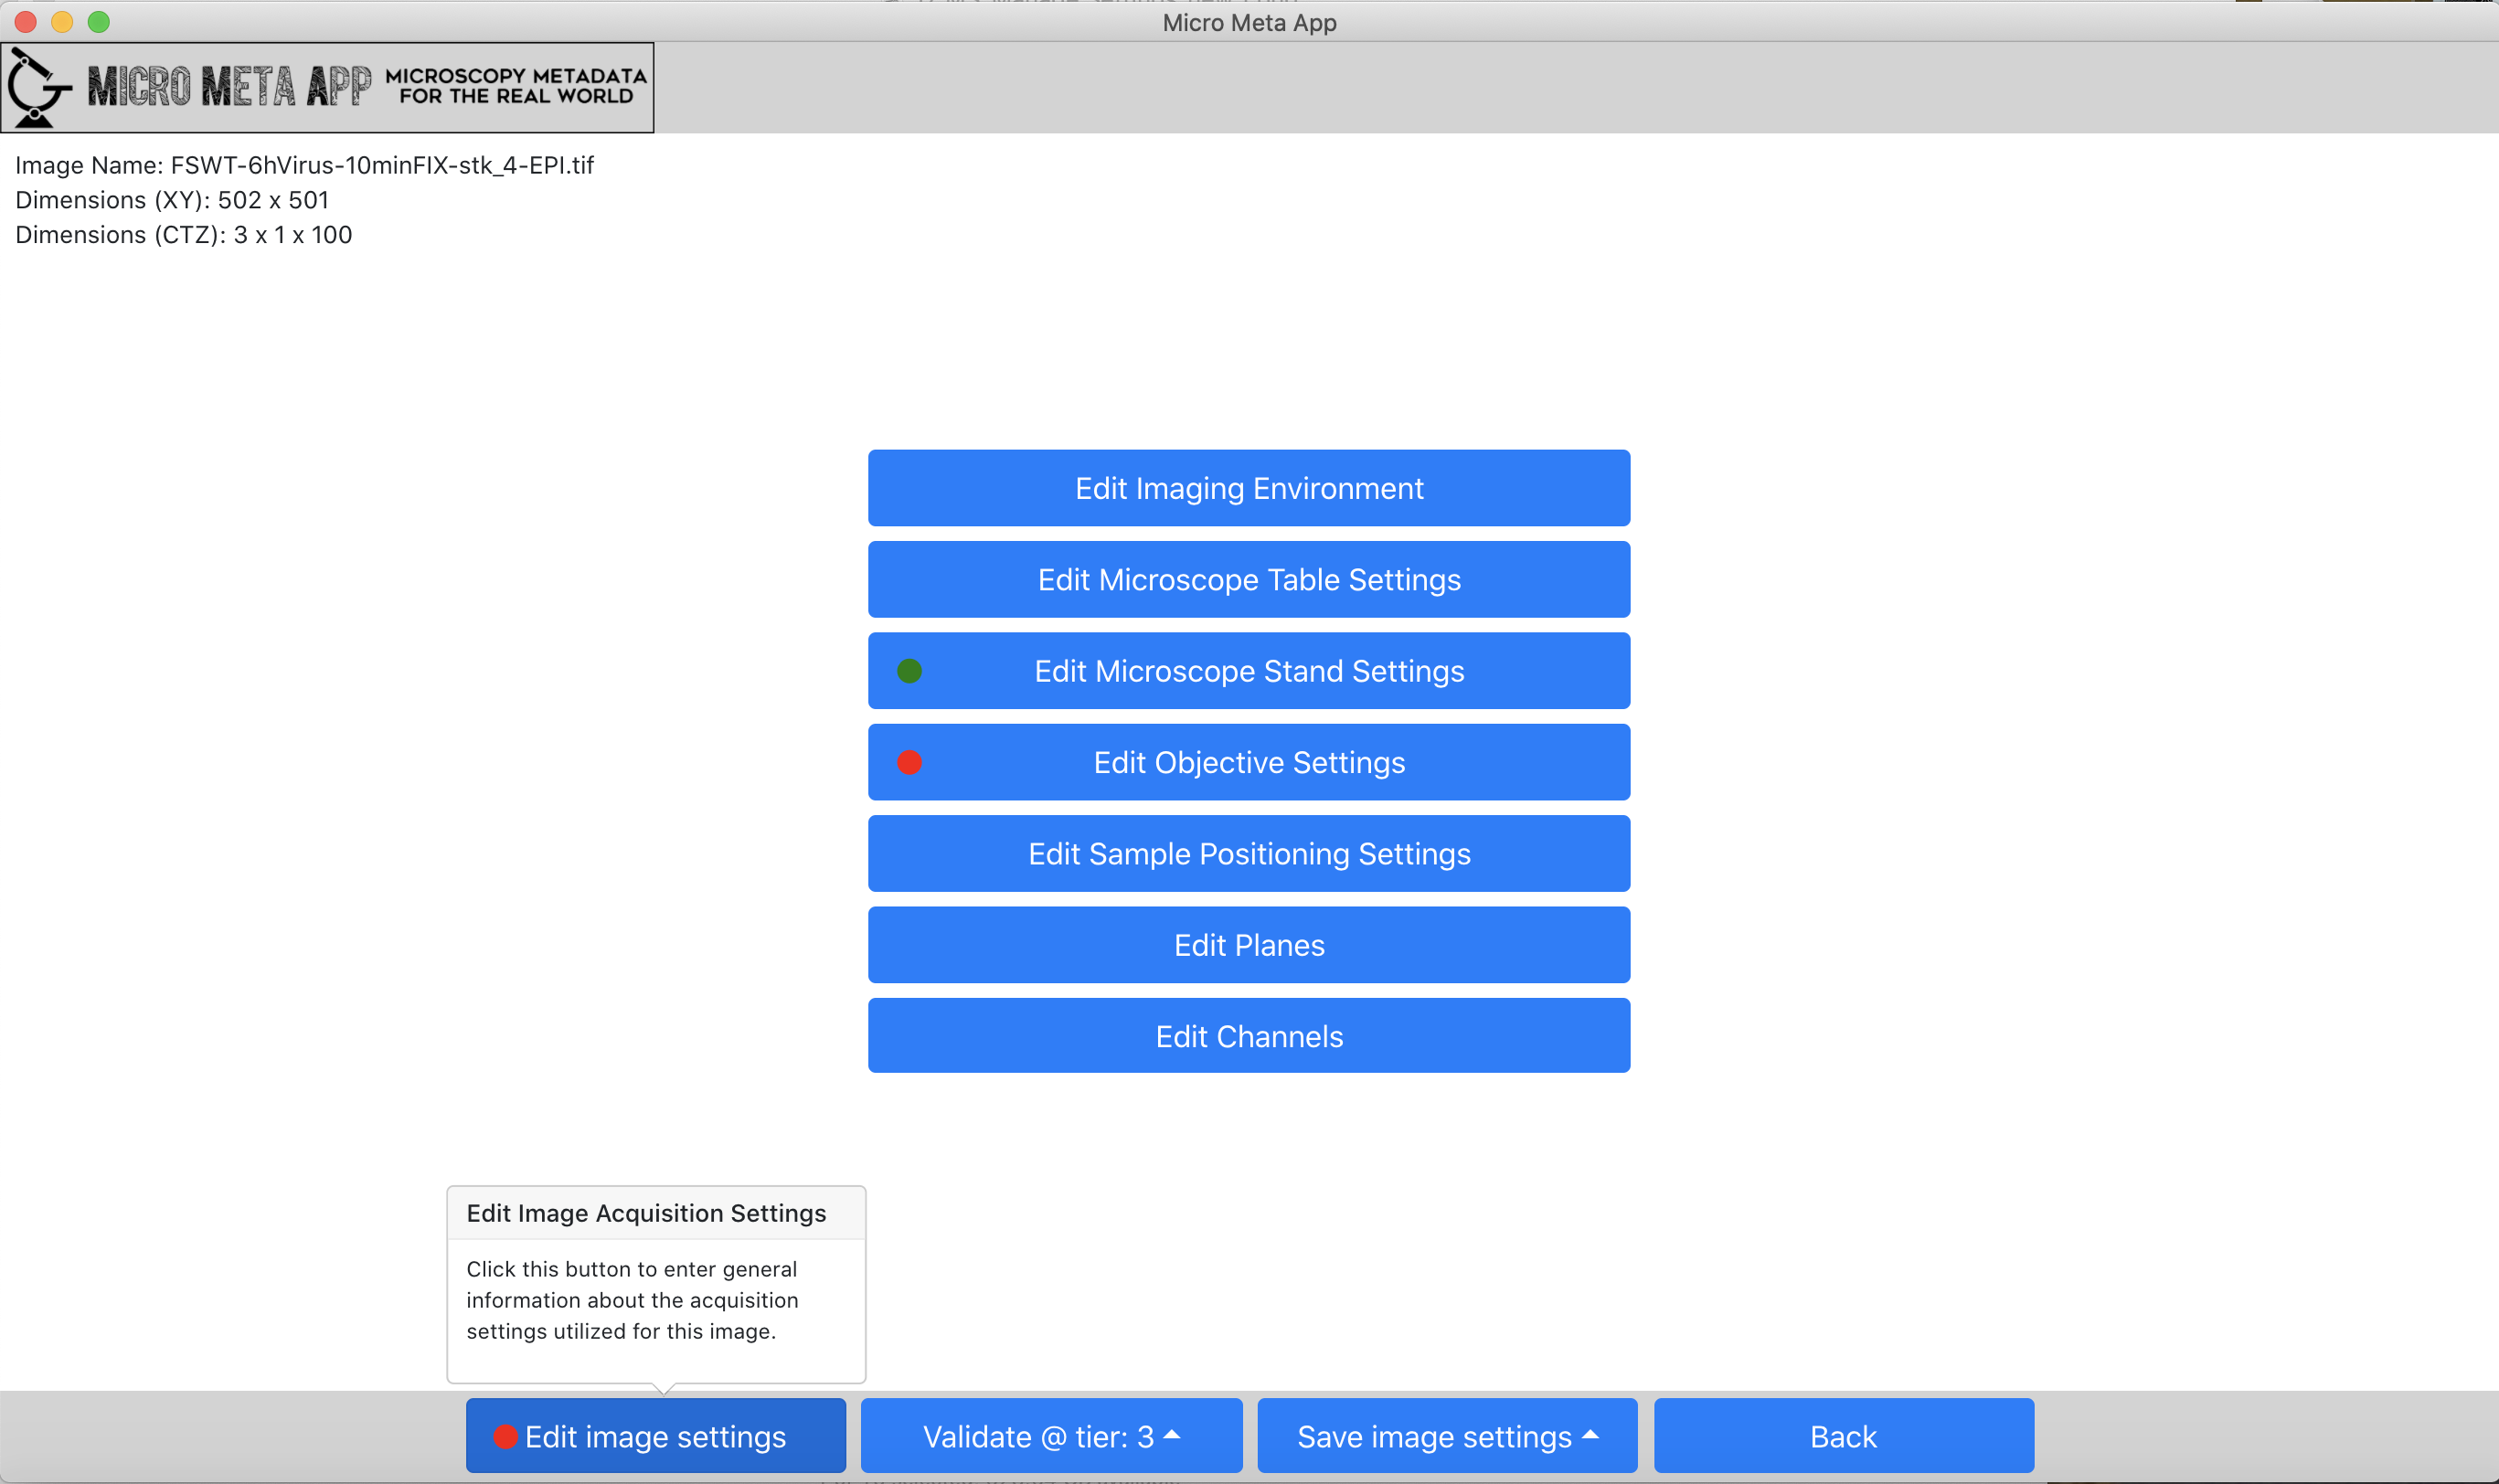 Micro Meta App
MICRO META APP MICROSCOPY METADATA
FOR THE REAL WORLD
Image Name: FSWT-6hVirus-10minFIX-stk_4-EPI.tif
Dimensions (XY): 502 x 501
Dimensions (CTZ): 3 x 1 x 100
Edit Imaging Environment
Edit Microscope Table Settings
Edit Microscope Stand Settings
Edit Objective Settings
Edit Sample Positioning Settings
Edit Planes
Edit Channels
Edit Image Acquisition Settings
Click this button to enter general
information about the acquisition
settings utilized for this image.
Edit image settings
Validate @ tier: 3
Save image settings
Back